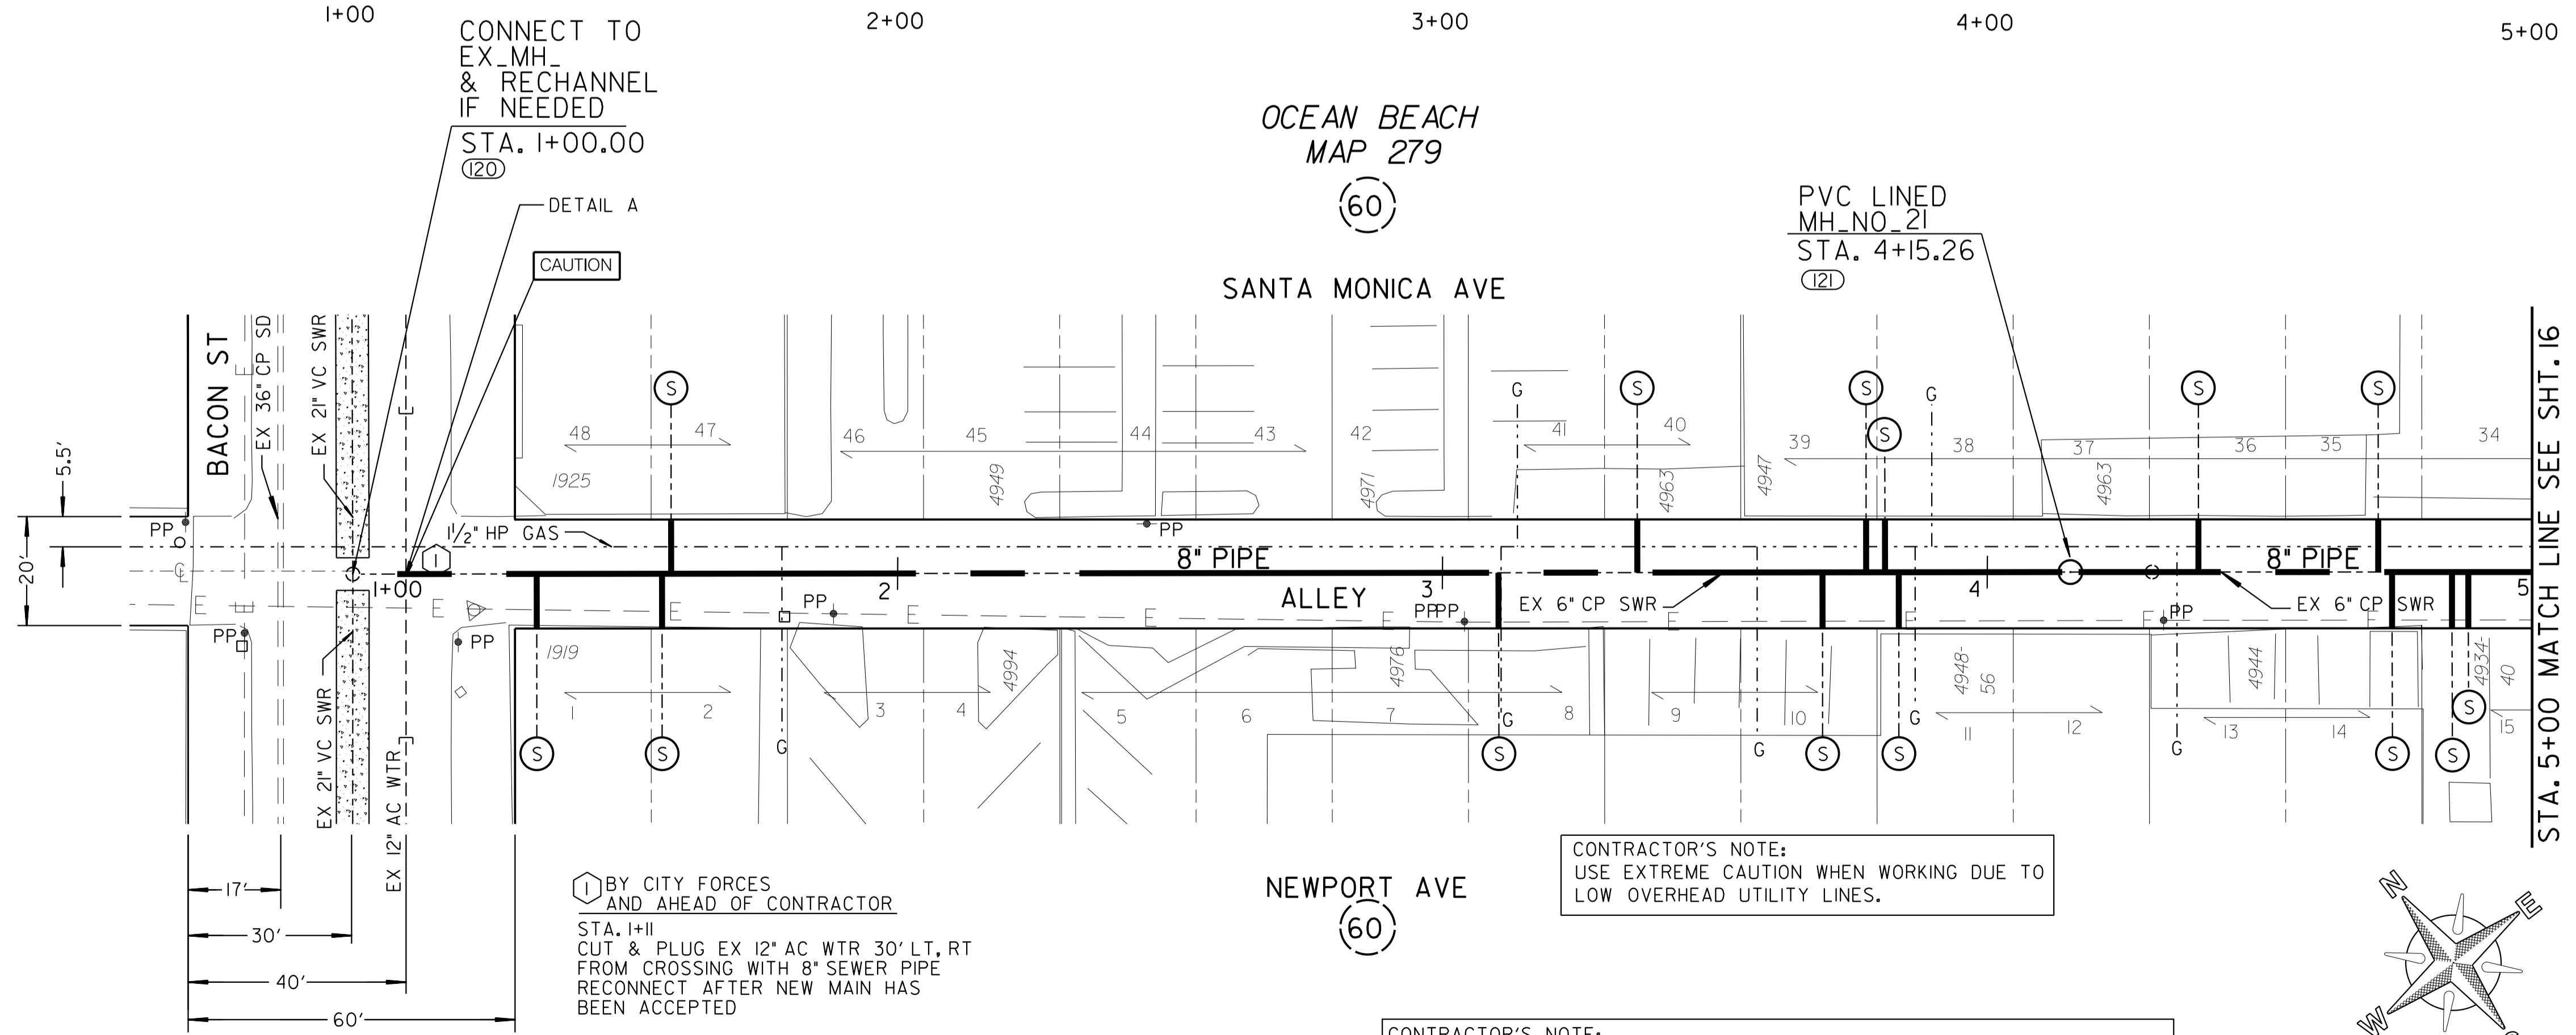 1+00
2+00
3+00
4+00
5+00
CONNECT TO
EX_MH_
& RECHANNEL
IF NEEDED
STA. 1+00.00
120
DETAIL A
CAUTION
OCEAN BEACH
MAP 279
60
SANTA MONICA AVE
PVC LINED
MH_NO_21
STA. 4+15.26
121
BACON ST
EX 36" CP SD
EX 21" VC SWR
STA. 5+00 MATCH LINE SEE SHT. 16
S
S
S
S
S
S
G
G
48
47
46
45
44
43
42
41
40
39
38
37
36
35
34
1925
4949
4971
4963
4947
4963
5.5'
20'
PP
1 1/2" HP GAS
PP
1
8" PIPE
8" PIPE
℄
1+00
2
3
4
5
E
E
E
E
E
E
E
E
E
E
E
E
E
ALLEY
EX 6" CP SWR
EX 6" CP SWR
PP
PP
PP
PP
PP
PP
1919
4994
4976
4948-
56
4944
4934-
40
1
2
3
4
5
6
7
8
9
10
11
12
13
14
15
S
S
G
G
S
G
S
S
G
G
S
S
S
EX 21" VC SWR
EX 12" AC WTR
17'
30'
40'
60'
1 BY CITY FORCES
AND AHEAD OF CONTRACTOR
STA. 1+11
CUT & PLUG EX 12" AC WTR 30' LT, RT
FROM CROSSING WITH 8" SEWER PIPE
RECONNECT AFTER NEW MAIN HAS
BEEN ACCEPTED
NEWPORT AVE
60
CONTRACTOR'S NOTE:
USE EXTREME CAUTION WHEN WORKING DUE TO
LOW OVERHEAD UTILITY LINES.
N
E
W
CONTRACTOR'S NOTE: